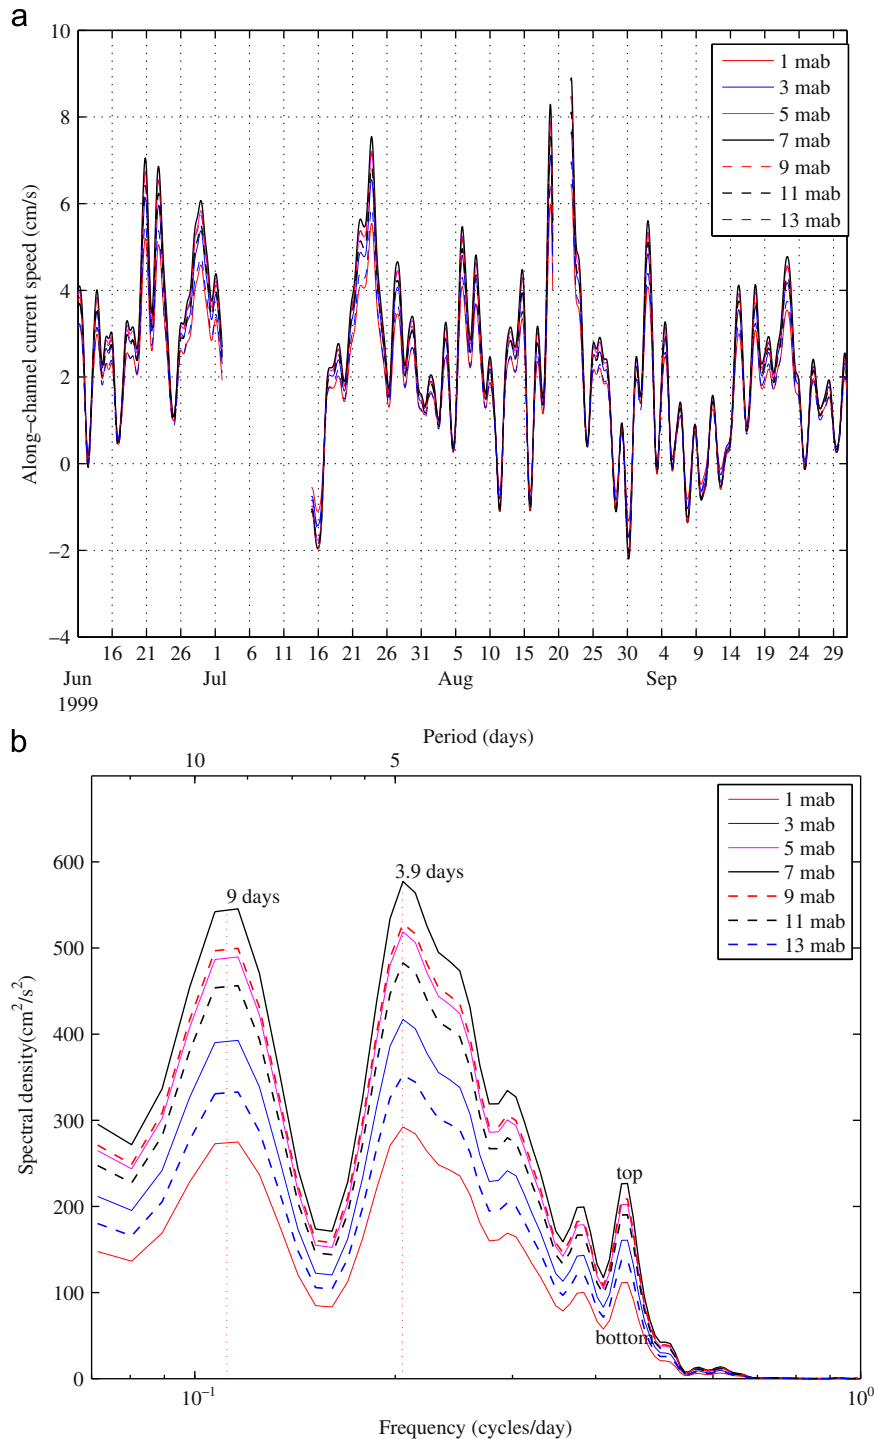 a
10
8
6
4
2
0
−2
−4
Along−channel current speed (cm/s)
1 mab
3 mab
5 mab
7 mab
9 mab
11 mab
13 mab
16 21 26 1 6 11 16 21 26 31 5 10 15 20 25 30 4 9 14 19 24 29
Jun Jul Aug Sep
1999
b
Period (days)
10 5
600
500
400
300
200
100
0
Spectral density(cm²/s²)
1 mab
3 mab
5 mab
7 mab
9 mab
11 mab
13 mab
9 days
3.9 days
top
bottom
10⁻¹ 10⁰
Frequency (cycles/day)